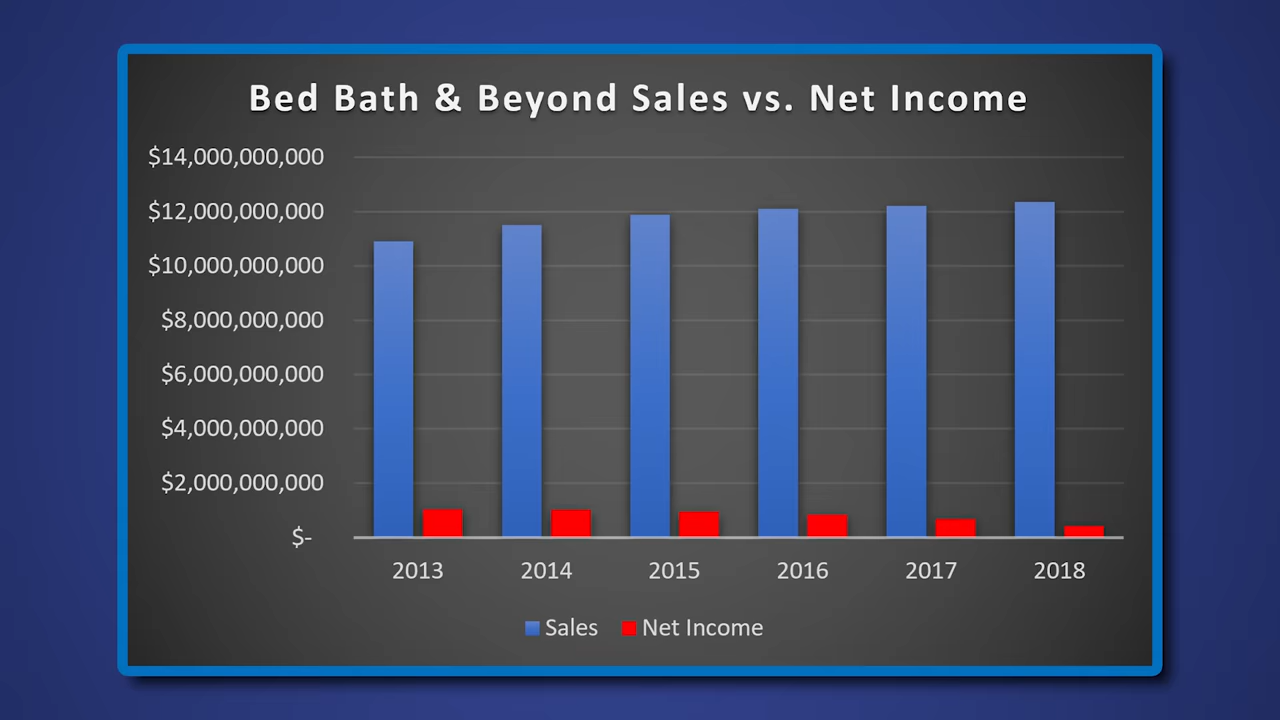 Bed Bath & Beyond Sales vs. Net Income
$14,000,000,000
$12,000,000,000
$10,000,000,000
$8,000,000,000
$6,000,000,000
$4,000,000,000
$2,000,000,000
$-
2013 2014 2015 2016 2017 2018
Sales Net Income